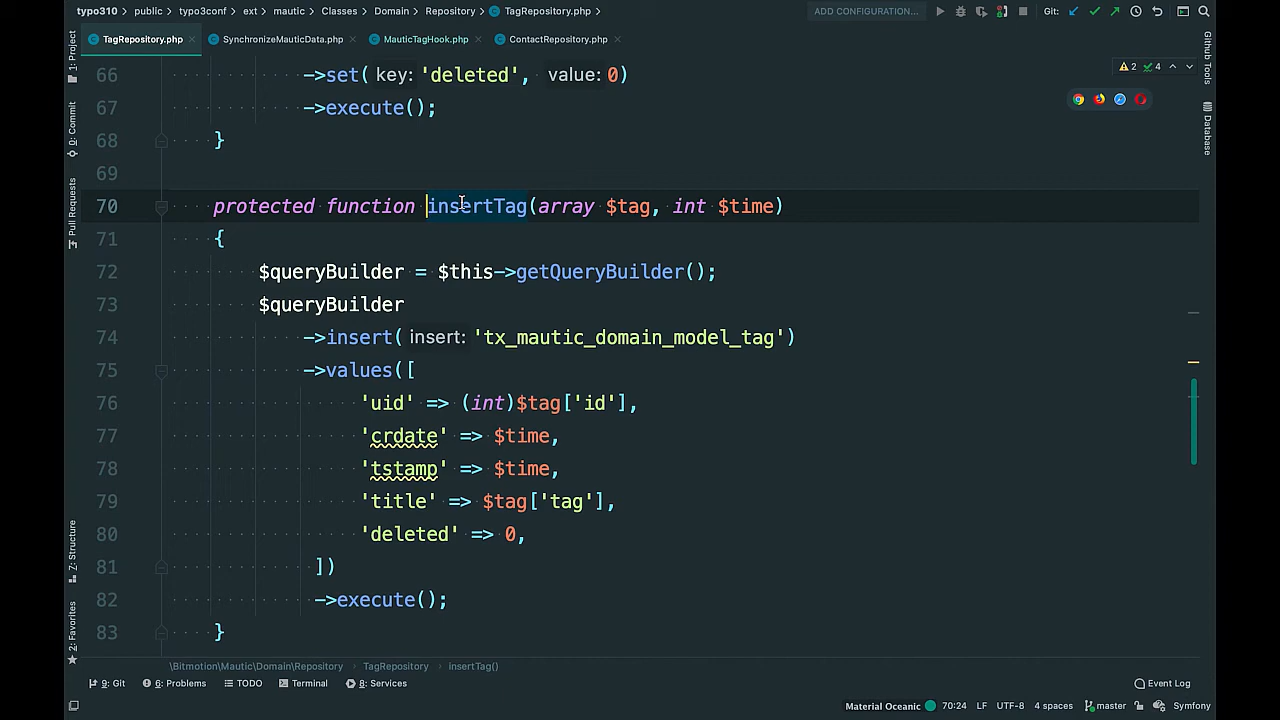 typo310 › public › typo3conf › ext › mautic › Classes › Domain › Repository › TagRepository.php ›
ADD CONFIGURATION...
Git:
TagRepository.php
SynchronizeMauticData.php
MauticTagHook.php
ContactRepository.php
1: Project
0: Commit
Pull Requests
7: Structure
2: Favorites
Github Tools
Database
2 4
66 ->set( key: 'deleted', value: 0)
67 ->execute();
68 }
69
70 protected function insertTag(array $tag, int $time)
71 {
72 $queryBuilder = $this->getQueryBuilder();
73 $queryBuilder
74 ->insert( insert: 'tx_mautic_domain_model_tag')
75 ->values([
76 'uid' => (int)$tag['id'],
77 'crdate' => $time,
78 'tstamp' => $time,
79 'title' => $tag['tag'],
80 'deleted' => 0,
81 ])
82 ->execute();
83 }
\Bitmotion\Mautic\Domain\Repository TagRepository insertTag()
9: Git 6: Problems TODO Terminal 8: Services Event Log
Material Oceanic 70:24 LF UTF-8 4 spaces master Symfony